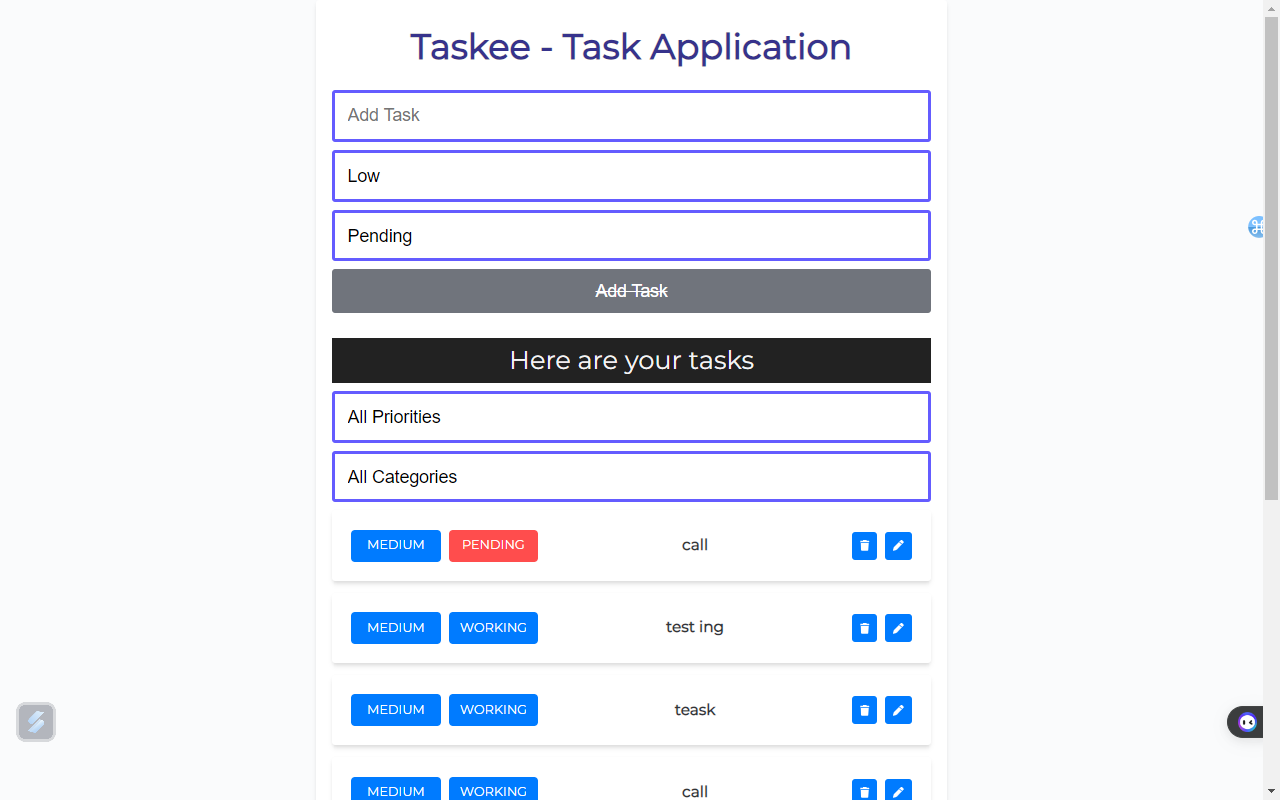 Taskee - Task Application
Add Task
Low
Pending
Add Task
Here are your tasks
All Priorities
All Categories
MEDIUM PENDING call
MEDIUM WORKING test ing
MEDIUM WORKING teask
MEDIUM WORKING call